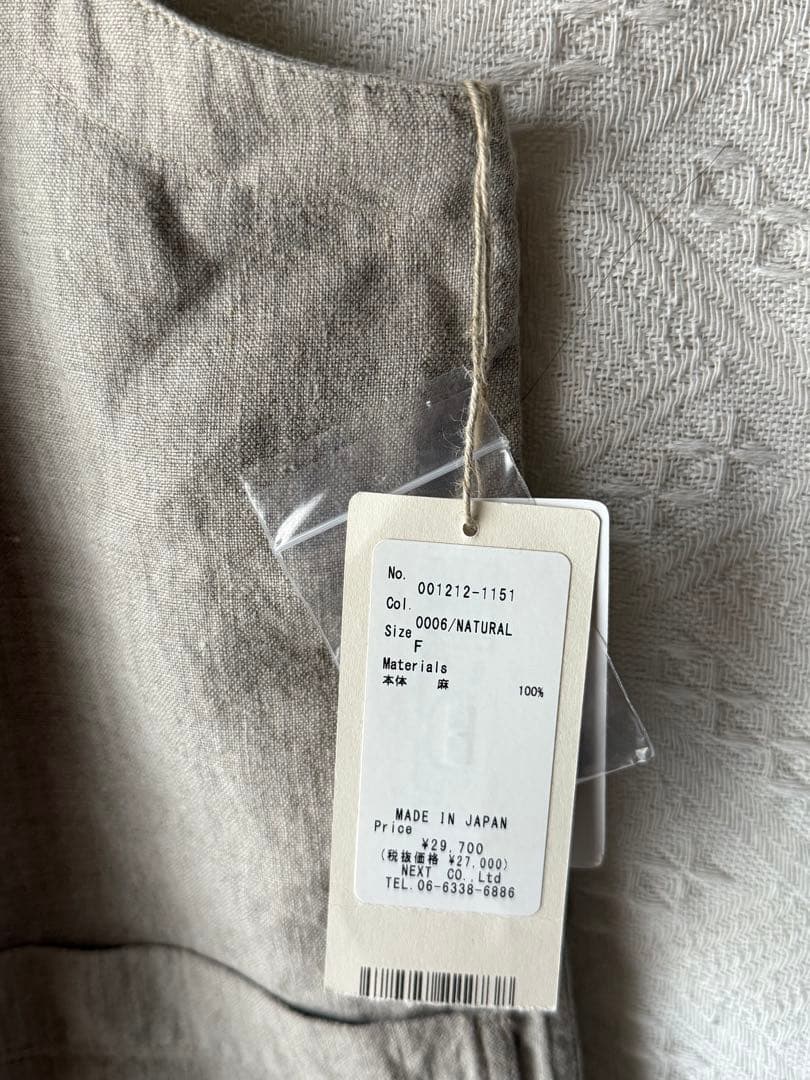 No. 001212-1151
Col. 0006/NATURAL
Size F
Materials
本体 麻 100%
MADE IN JAPAN
Price
¥29,700
(税抜価格 ¥27,000)
NEXT CO.,Ltd
TEL.06-6338-6886